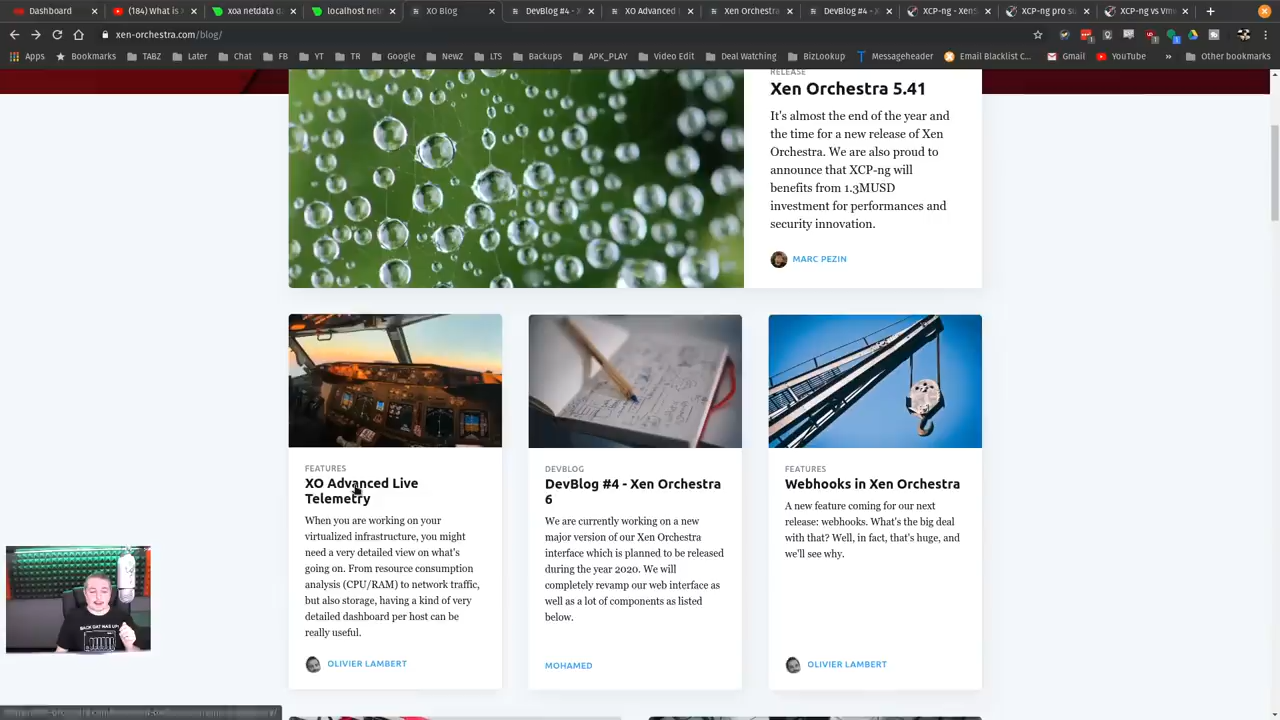 Dashboard
(184) What is
xoa netdata d
localhost net
XO Blog
DevBlog #4 -
XO Advanced
Xen Orchestra
DevBlog #4 - X
XCP-ng - XenS
XCP-ng pro su
XCP-ng vs Vm
xen-orchestra.com/blog/
Apps
Bookmarks
TABZ
Later
Chat
FB
YT
TR
Google
NewZ
LTS
Backups
APK_PLAY
Video Edit
Deal Watching
BizLookup
Messageheader
Email Blacklist C
Gmail
YouTube
»
Other bookmarks
RELEASE
Xen Orchestra 5.41
It's almost the end of the year and
the time for a new release of Xen
Orchestra. We are also proud to
announce that XCP-ng will
benefits from 1.3MUSD
investment for performances and
security innovation.
MARC PEZIN
FEATURES
XO Advanced Live
Telemetry
When you are working on your
virtualized infrastructure, you might
need a very detailed view on what's
going on. From resource consumption
analysis (CPU/RAM) to network traffic,
but also storage, having a kind of very
detailed dashboard per host can be
really useful.
OLIVIER LAMBERT
DEVBLOG
DevBlog #4 - Xen Orchestra
6
We are currently working on a new
major version of our Xen Orchestra
interface which is planned to be released
during the year 2020. We will
completely revamp our web interface as
well as a lot of components as listed
below.
MOHAMED
FEATURES
Webhooks in Xen Orchestra
A new feature coming for our next
release: webhooks. What's the big deal
with that? Well, in fact, that's huge, and
we'll see why.
OLIVIER LAMBERT